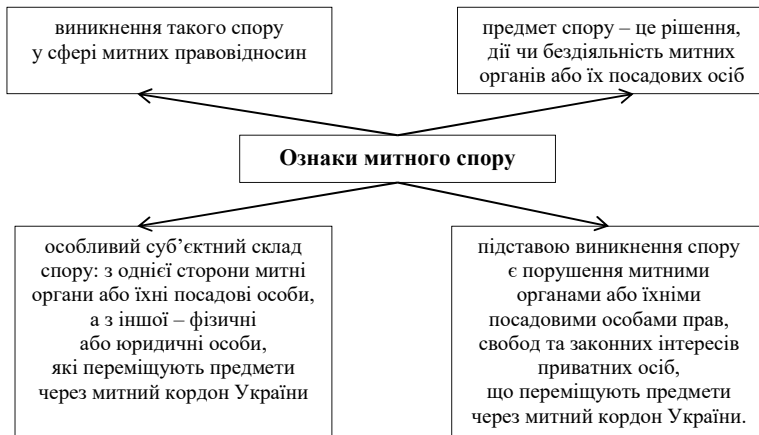 виникнення такого спору
у сфері митних правовідносин
предмет спору – це рішення,
дії чи бездіяльність митних
органів або їх посадових осіб
Ознаки митного спору
особливий суб’єктний склад
спору: з однієї сторони митні
органи або їхні посадові особи,
а з іншої – фізичні
або юридичні особи,
які переміщують предмети
через митний кордон України
підставою виникнення спору
є порушення митними
органами або їхніми
посадовими особами прав,
свобод та законних інтересів
приватних осіб,
що переміщують предмети
через митний кордон України.